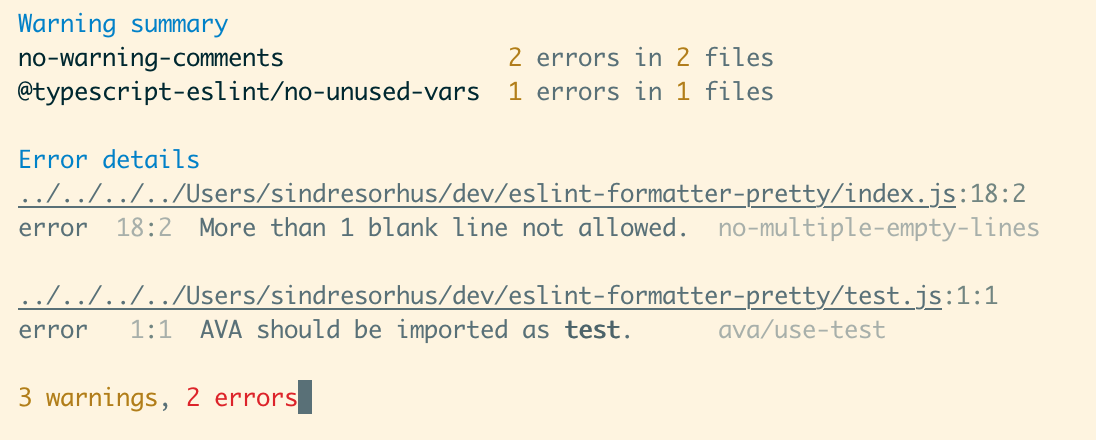 Warning summary
no-warning-comments 2 errors in 2 files
@typescript-eslint/no-unused-vars 1 errors in 1 files
Error details
../../../../Users/sindresorhus/dev/eslint-formatter-pretty/index.js:18:2
error 18:2 More than 1 blank line not allowed. no-multiple-empty-lines
../../../../Users/sindresorhus/dev/eslint-formatter-pretty/test.js:1:1
error 1:1 AVA should be imported as test. ava/use-test
3 warnings, 2 errors